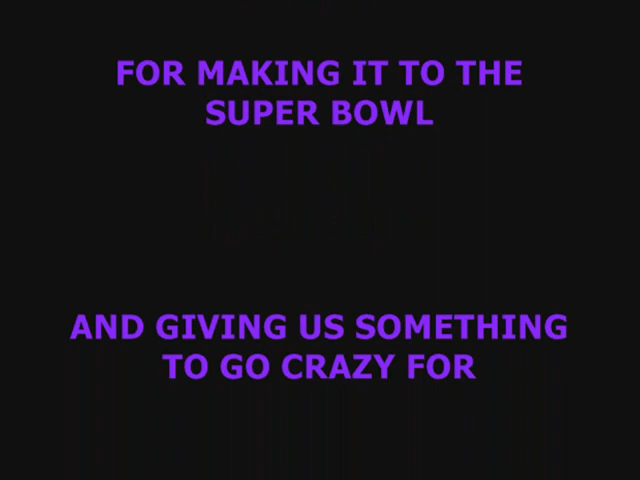 FOR MAKING IT TO THE
SUPER BOWL
AND GIVING US SOMETHING
TO GO CRAZY FOR